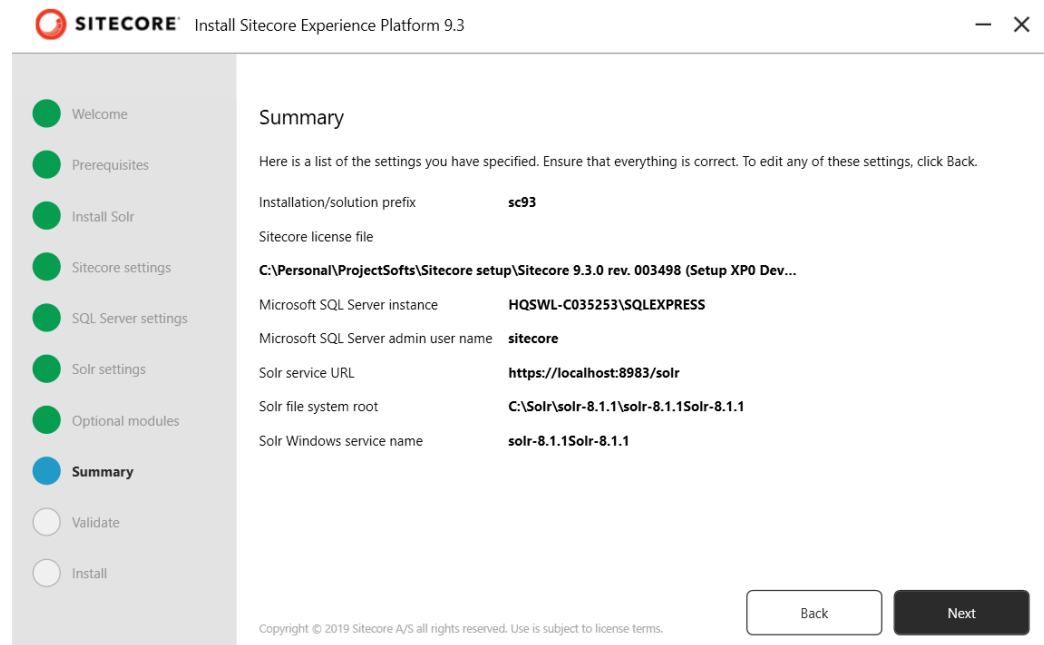 SITECORE Install Sitecore Experience Platform 9.3
Welcome
Prerequisites
Install Solr
Sitecore settings
SQL Server settings
Solr settings
Optional modules
Summary
Validate
Install
Summary
Here is a list of the settings you have specified. Ensure that everything is correct. To edit any of these settings, click Back.
Installation/solution prefix sc93
Sitecore license file
C:\Personal\ProjectSofts\Sitecore setup\Sitecore 9.3.0 rev. 003498 (Setup XP0 Dev...
Microsoft SQL Server instance HQSWL-C035253\SQLEXPRESS
Microsoft SQL Server admin user name sitecore
Solr service URL https://localhost:8983/solr
Solr file system root C:\Solr\solr-8.1.1\solr-8.1.1Solr-8.1.1
Solr Windows service name solr-8.1.1Solr-8.1.1
Back Next
Copyright © 2019 Sitecore A/S all rights reserved. Use is subject to license terms.